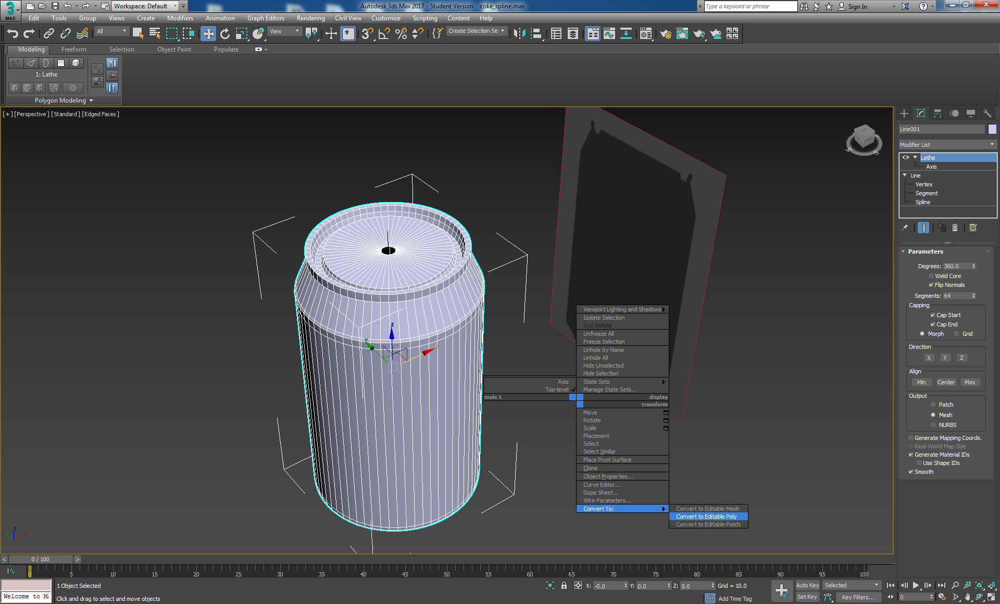 3
MAX
Workspace: Default
Autodesk 3ds Max 2017 - Student Version coke_spline.max
Type a keyword or phrase
Sign In
Edit Tools Group Views Create Modifiers Animation Graph Editors Rendering Civil View Customize Scripting Content Help
All
View
Create Selection Se
Modeling Freeform Selection Object Paint Populate
1: Lathe
Polygon Modeling
[+] [Perspective ] [Standard ] [Edged Faces ]
Line001
Modifier List
Lathe
Axis
Line
Vertex
Segment
Spline
Parameters
Degrees: 360.0
Weld Core
Flip Normals
Segments: 64
Capping
Cap Start
Cap End
Morph Grid
Direction
X Y Z
Align
Min Center Max
Output
Patch
Mesh
NURBS
Generate Mapping Coords.
Real-World Map Size
Generate Material IDs
Use Shape IDs
Smooth
z
y
x
Viewport Lighting and Shadows
Isolate Selection
End Isolate
Unfreeze All
Freeze Selection
Unhide by Name
Unhide All
Hide Unselected
Hide Selection
State Sets
Manage State Sets...
Axis
Top-level
tools 1
display
transform
Move
Rotate
Scale
Placement
Select
Select Similar
Place Pivot Surface
Clone
Object Properties...
Curve Editor...
Dope Sheet...
Wire Parameters...
Convert To:
Convert to Editable Mesh
Convert to Editable Poly
Convert to Editable Patch
< 0 / 100 >
0 5 10 15 20 25 30 35 40 45 50 55 60 65 70 75 80 85 90 95 100
1 Object Selected
Welcome to M
Click and drag to select and move objects
X: -0.0 Y: 0.0 Z: 0.0 Grid = 10.0
Add Time Tag
Auto Key Selected
Set Key Key Filters...
0